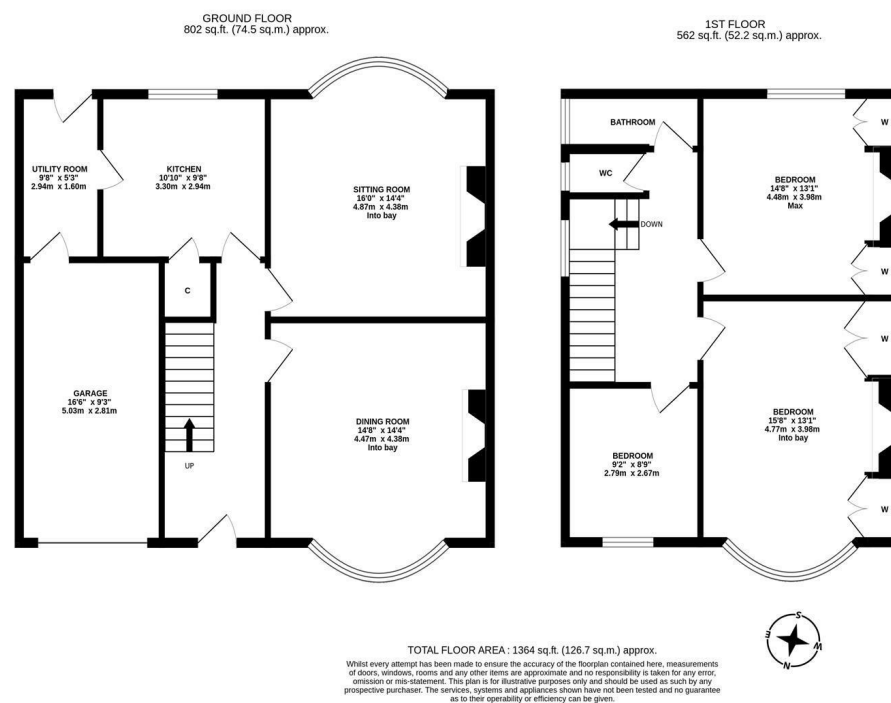 GROUND FLOOR
802 sq.ft. (74.5 sq.m.) approx.
1ST FLOOR
562 sq.ft. (52.2 sq.m.) approx.
UTILITY ROOM
9'8" x 5'3"
2.94m x 1.60m
KITCHEN
10'10" x 9'8"
3.30m x 2.94m
SITTING ROOM
16'0" x 14'4"
4.87m x 4.38m
Into bay
C
GARAGE
16'6" x 9'3"
5.03m x 2.81m
UP
DINING ROOM
14'8" x 14'4"
4.47m x 4.38m
Into bay
BATHROOM
WC
DOWN
BEDROOM
14'8" x 13'1"
4.48m x 3.98m
Max
W
W
W
BEDROOM
15'8" x 13'1"
4.77m x 3.98m
Into bay
W
BEDROOM
9'2" x 8'9"
2.79m x 2.67m
S
E
W
N
TOTAL FLOOR AREA : 1364 sq.ft. (126.7 sq.m.) approx.
Whilst every attempt has been made to ensure the accuracy of the floorplan contained here, measurements
of doors, windows, rooms and any other items are approximate and no responsibility is taken for any error,
omission or mis-statement. This plan is for illustrative purposes only and should be used as such by any
prospective purchaser. The services, systems and appliances shown have not been tested and no guarantee
as to their operability or efficiency can be given.